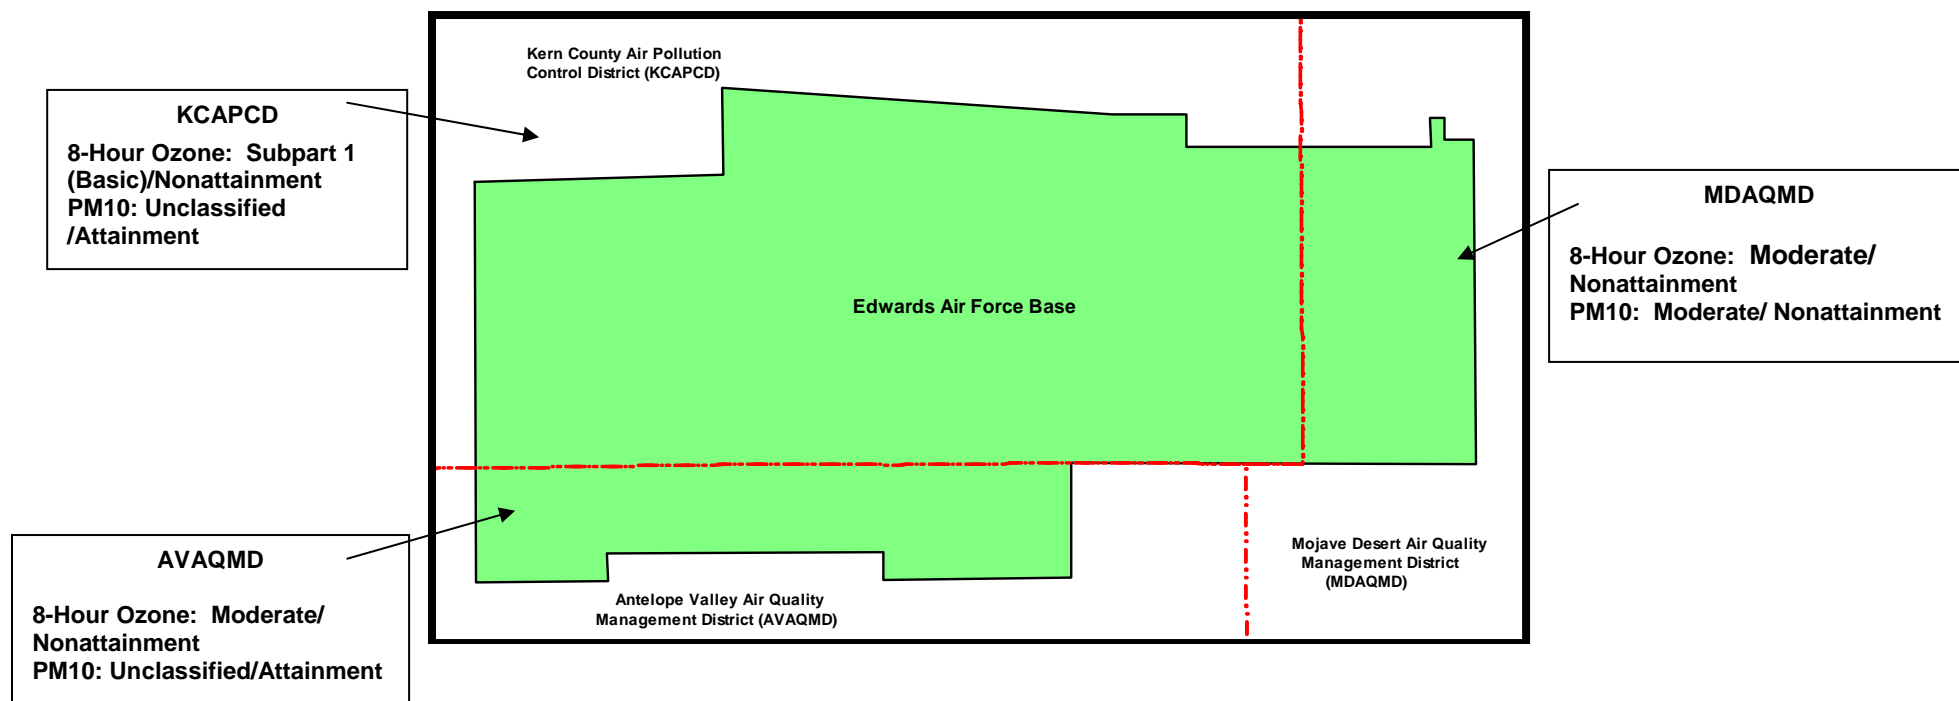 Kern County Air Pollution
Control District (KCAPCD)
KCAPCD
8-Hour Ozone: Subpart 1
(Basic)/Nonattainment
PM10: Unclassified
/Attainment
MDAQMD
8-Hour Ozone: Moderate/
Nonattainment
PM10: Moderate/ Nonattainment
Edwards Air Force Base
AVAQMD
8-Hour Ozone: Moderate/
Nonattainment
PM10: Unclassified/Attainment
Antelope Valley Air Quality
Management District (AVAQMD)
Mojave Desert Air Quality
Management District
(MDAQMD)